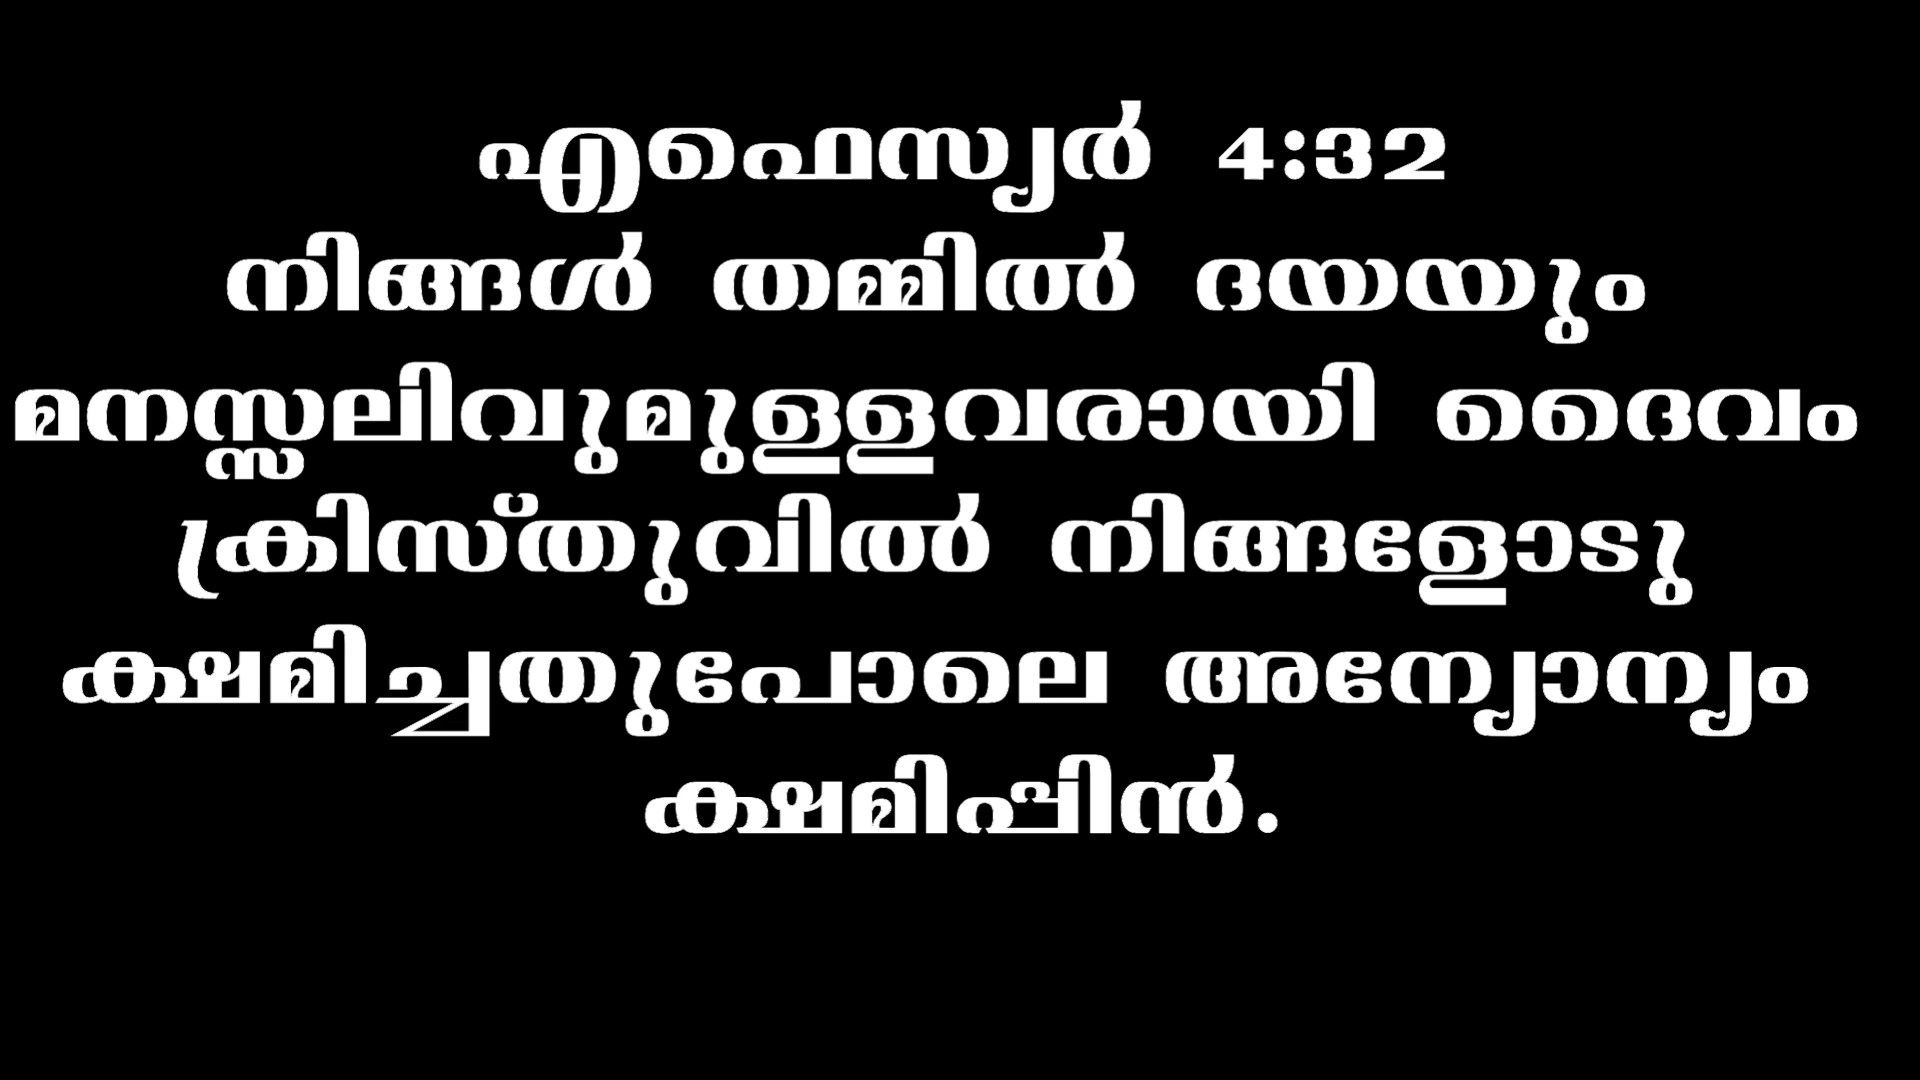 എഫെസ്യർ 4:32
നിങ്ങൾ തമ്മിൽ ദയയും
മനസ്സലിവുമുള്ളവരായി ദൈവം
ക്രിസ്തുവിൽ നിങ്ങളോടു
ക്ഷമിച്ചതുപോലെ അന്യോന്യം
ക്ഷമിപ്പിൻ.